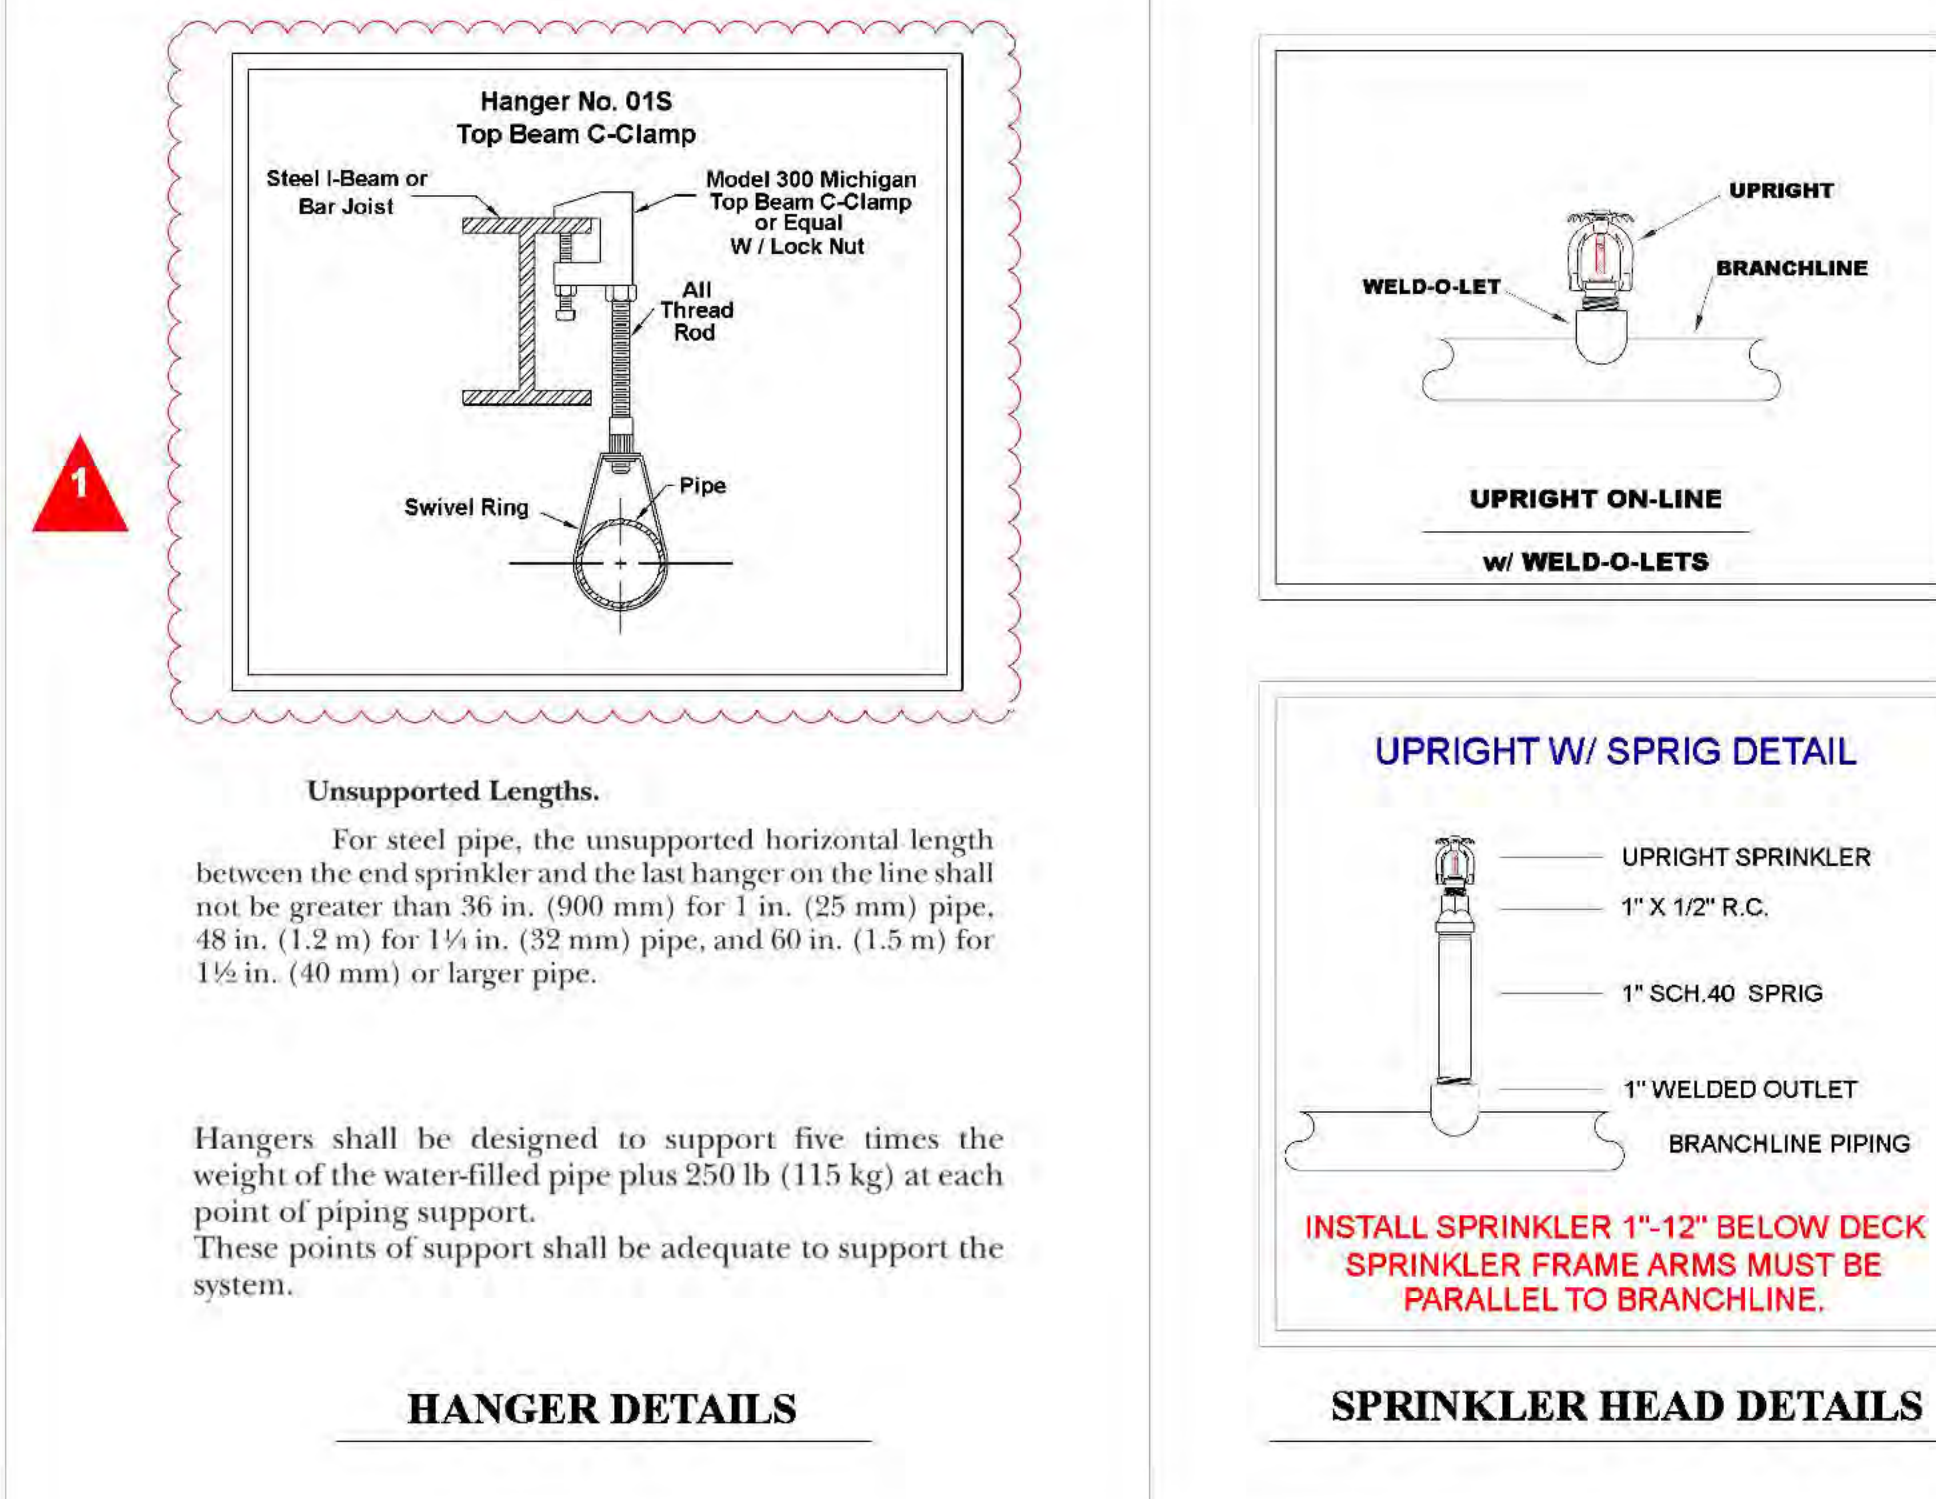 Hanger No. 01S
Top Beam C-Clamp
Steel I-Beam or
Bar Joist
Model 300 Michigan
Top Beam C-Clamp
or Equal
W / Lock Nut
All
Thread
Rod
1
Pipe
Swivel Ring
Unsupported Lengths.
For steel pipe, the unsupported horizontal length
between the end sprinkler and the last hanger on the line shall
not be greater than 36 in. (900 mm) for 1 in. (25 mm) pipe,
48 in. (1.2 m) for 1¼ in. (32 mm) pipe, and 60 in. (1.5 m) for
1½ in. (40 mm) or larger pipe.
Hangers shall be designed to support five times the
weight of the water-filled pipe plus 250 lb (115 kg) at each
point of piping support.
These points of support shall be adequate to support the
system.
HANGER DETAILS
UPRIGHT
BRANCHLINE
WELD-O-LET
UPRIGHT ON-LINE
w/ WELD-O-LETS
UPRIGHT W/ SPRIG DETAIL
UPRIGHT SPRINKLER
1" X 1/2" R.C.
1" SCH.40 SPRIG
1" WELDED OUTLET
BRANCHLINE PIPING
INSTALL SPRINKLER 1"-12" BELOW DECK
SPRINKLER FRAME ARMS MUST BE
PARALLEL TO BRANCHLINE.
SPRINKLER HEAD DETAILS